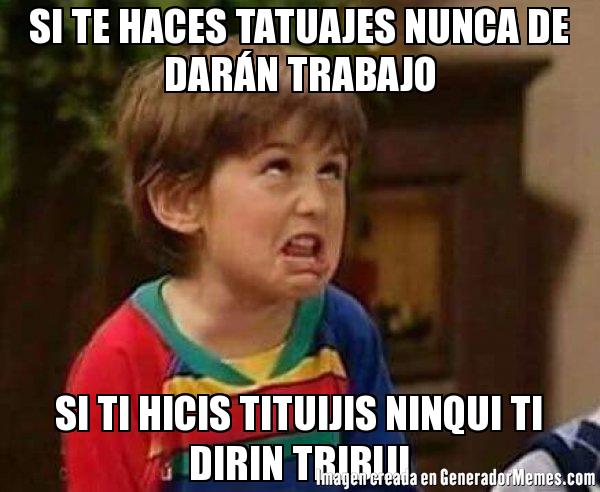 SI TE HACES TATUAJES NUNCA DE
DARÁN TRABAJO
SI TI HICIS TITUIJIS NINQUI TI
DIRIN TRIBIJI
Imagen creada en GeneradorMemes.com